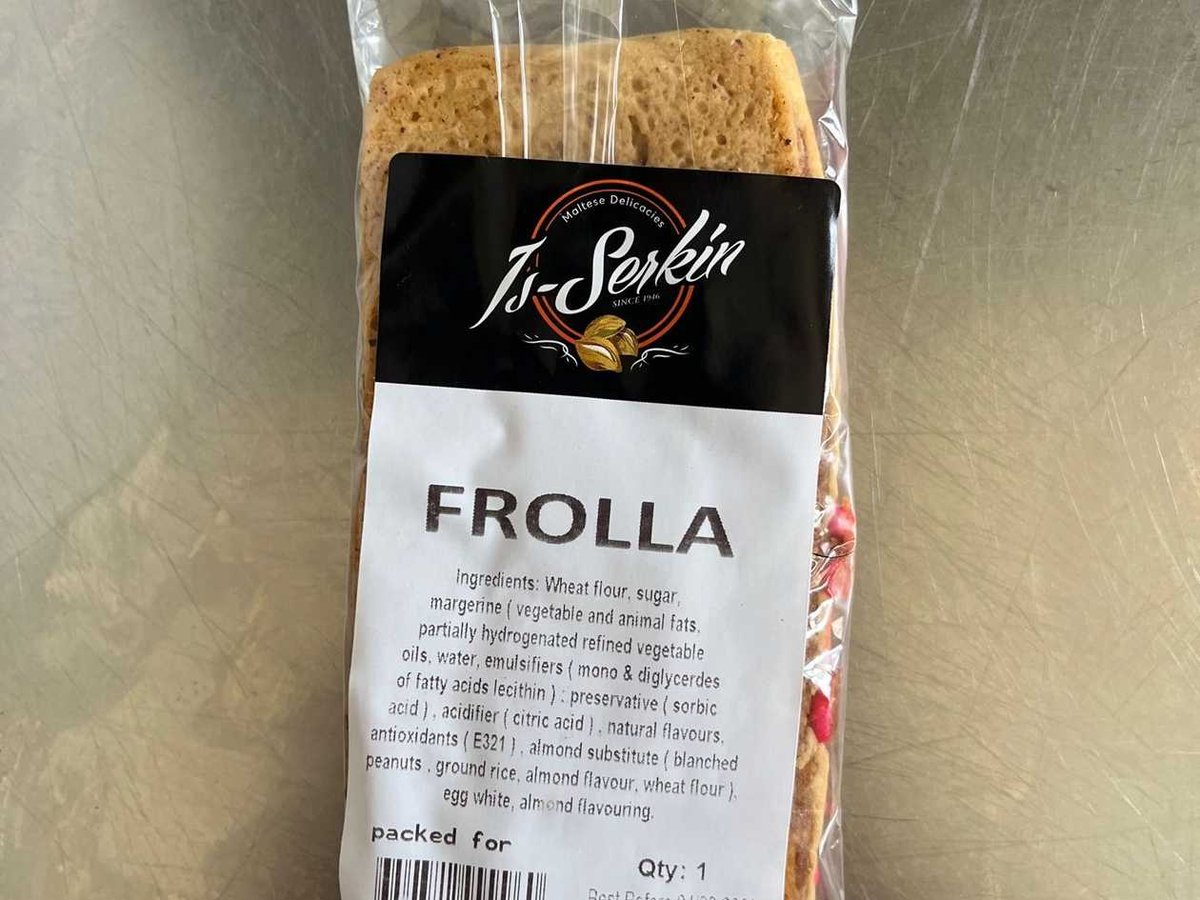 Maltese Delicacies
Is-Serkin
SINCE 1946
FROLLA
Ingredients: Wheat flour, sugar,
margerine ( vegetable and animal fats,
partially hydrogenated refined vegetable
oils, water, emulsifiers ( mono & diglycerdes
of fatty acids lecithin ) : preservative ( sorbic
acid ) , acidifier ( citric acid ) , natural flavours,
antioxidants ( E321 ) , almond substitute ( blanched
peanuts , ground rice, almond flavour, wheat flour ),
egg white, almond flavouring.
packed for
Qty: 1
Best Before